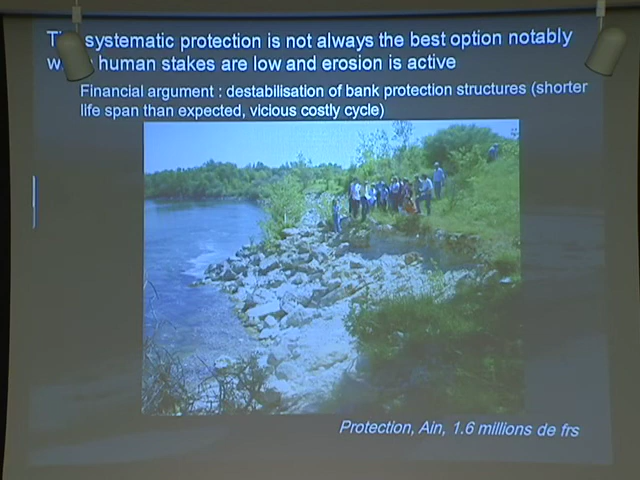 systematic protection is not always the best option notably
human stakes are low and erosion is active
Financial argument : destabilisation of bank protection structures (shorter
life span than expected, vicious costly cycle)
Protection, Ain, 1.6 millions de frs